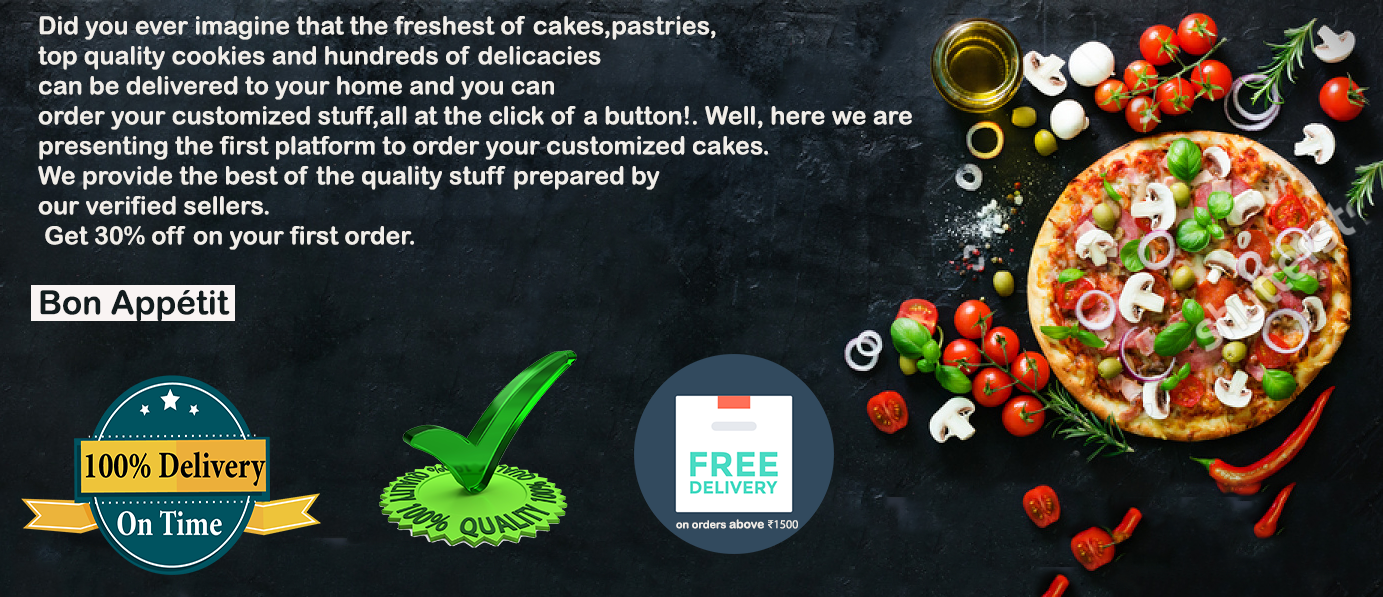 Did you ever imagine that the freshest of cakes,pastries,
top quality cookies and hundreds of delicacies
can be delivered to your home and you can
order your customized stuff,all at the click of a button!. Well, here we are
presenting the first platform to order your customized cakes.
We provide the best of the quality stuff prepared by
our verified sellers.
Get 30% off on your first order.
Bon Appétit
100% Delivery
On Time
100% QUALITY
FREE
DELIVERY
on orders above ₹1500